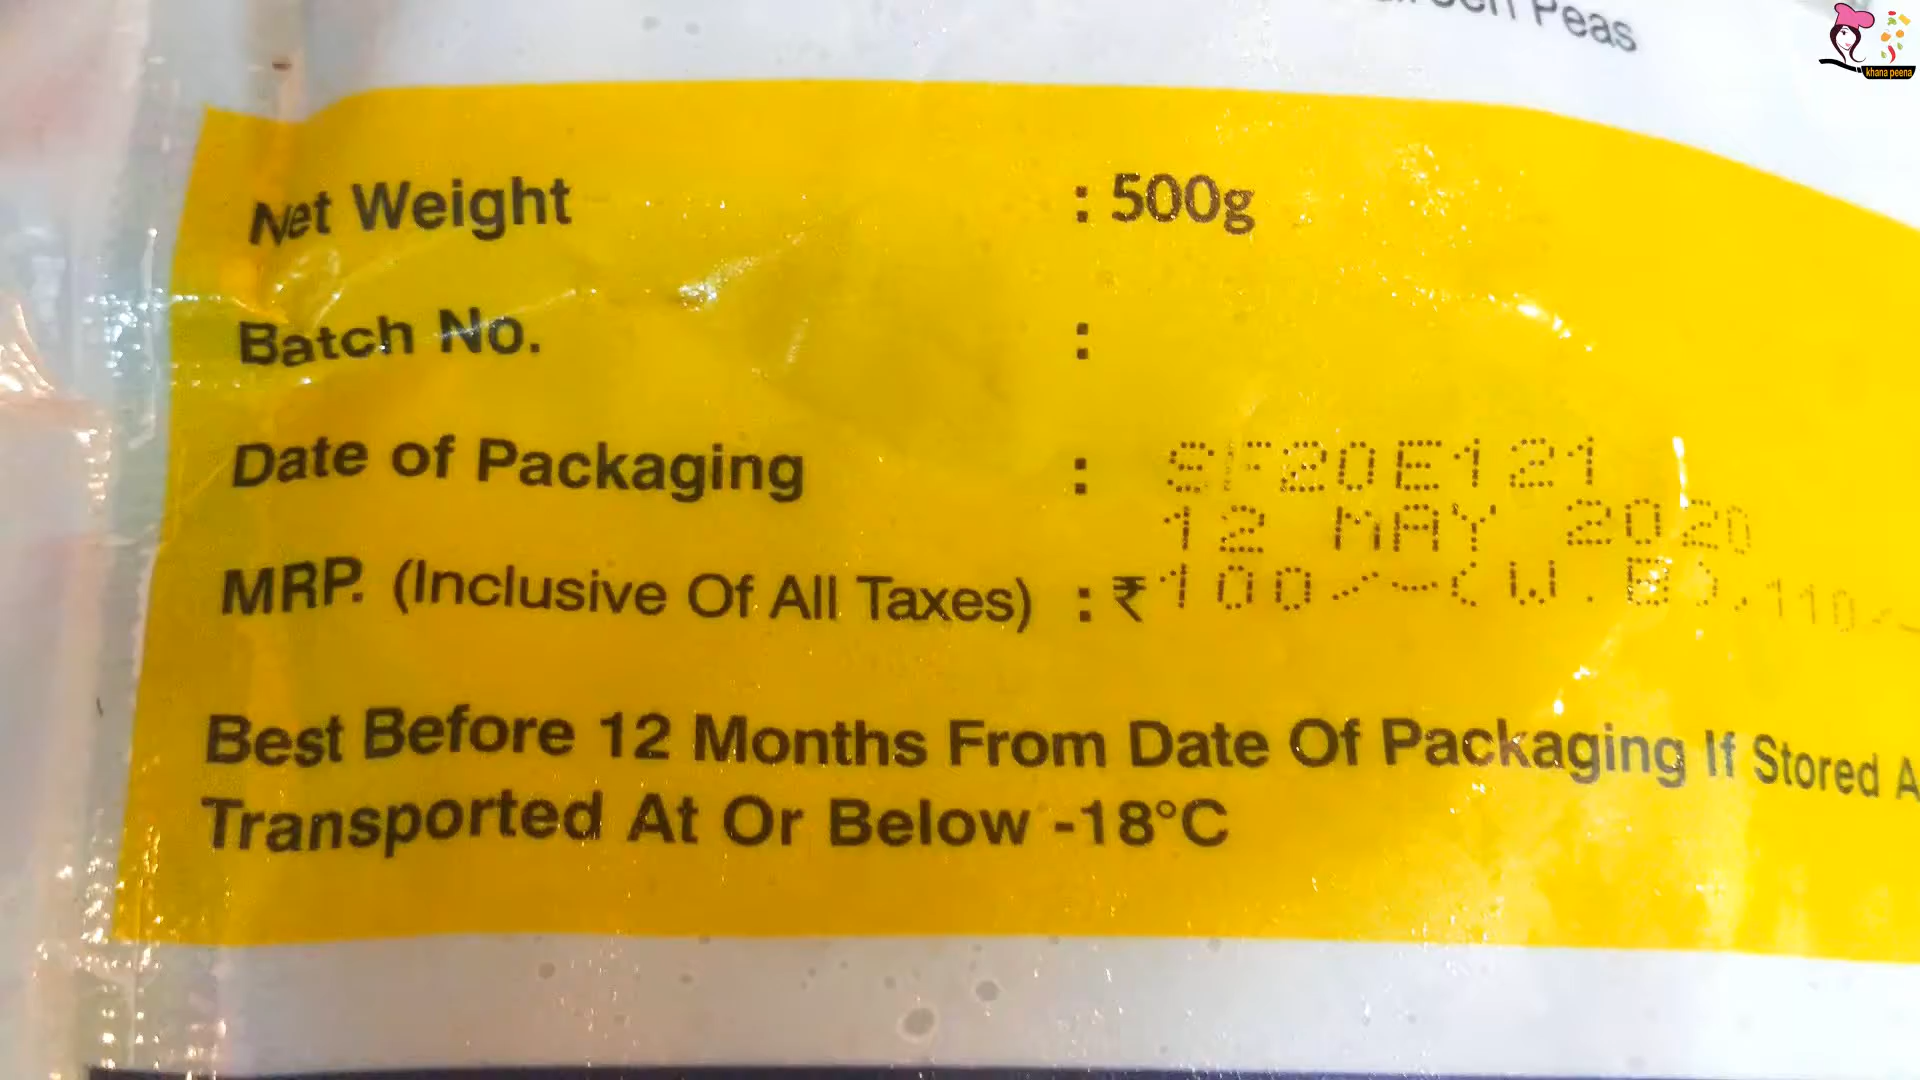 Peas
khana peena
Net Weight : 500g
Batch No. :
Date of Packaging : SF20E121
12 MAY 2020
MRP. (Inclusive Of All Taxes) : ₹ 100/-(W.B),110/-
Best Before 12 Months From Date Of Packaging If Stored
Transported At Or Below -18°C